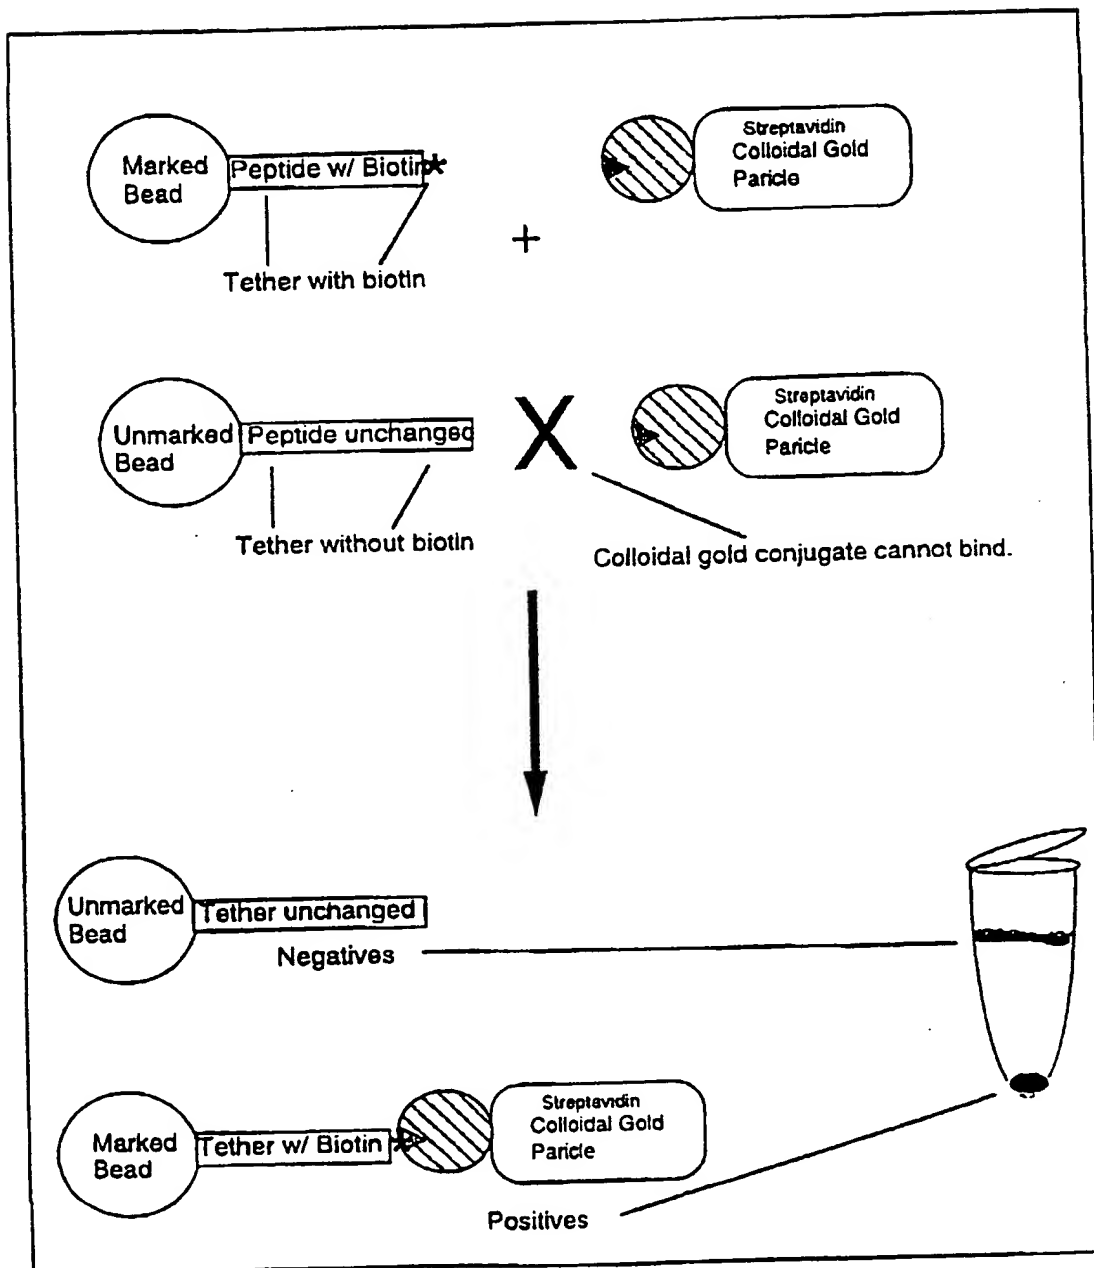 Marked
Bead
Peptide w/ Biotin
Streptavidin
Colloidal Gold
Paricle
+
Tether with biotin
Unmarked
Bead
Peptide unchanged
X
Streptavidin
Colloidal Gold
Paricle
Tether without biotin
Colloidal gold conjugate cannot bind.
Unmarked
Bead
Tether unchanged
Negatives
Marked
Bead
Tether w/ Biotin
Streptavidin
Colloidal Gold
Paricle
Positives